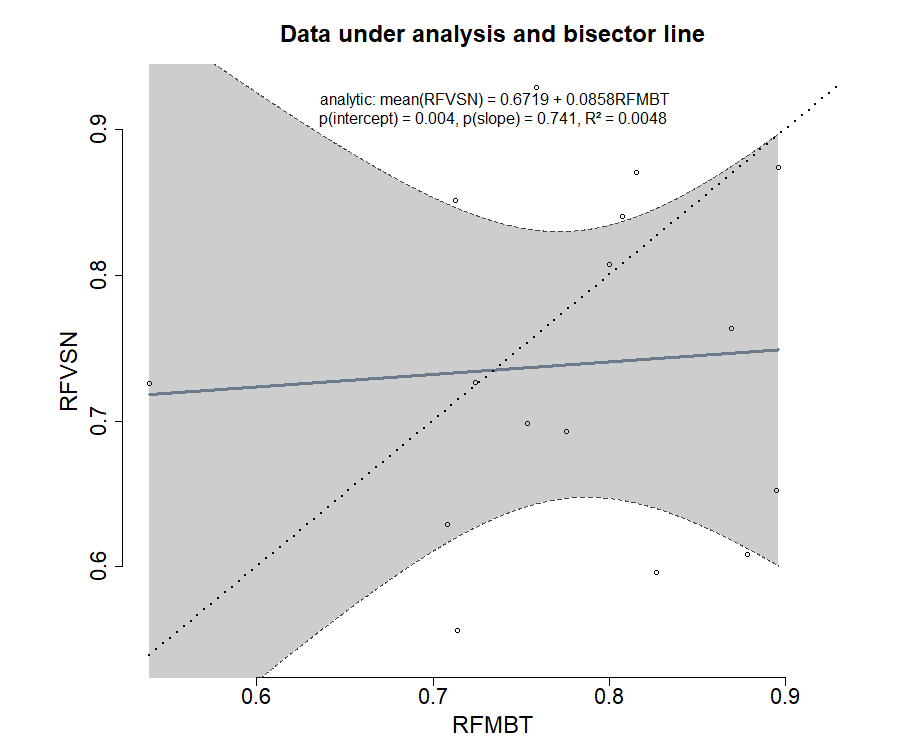 Data under analysis and bisector line
analytic: mean(RFVSN) = 0.6719 + 0.0858RFMBT
p(intercept) = 0.004, p(slope) = 0.741, R² = 0.0048
RFVSN
0.9
0.8
0.7
0.6
0.6 0.7 0.8 0.9
RFMBT